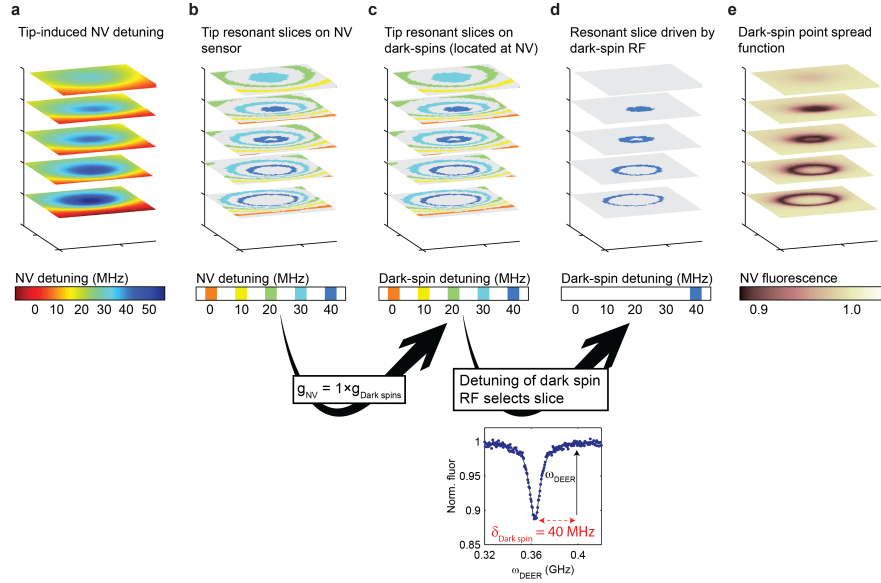 a
Tip-induced NV detuning
b
Tip resonant slices on NV
sensor
c
Tip resonant slices on
dark-spins (located at NV)
d
Resonant slice driven by
dark-spin RF
e
Dark-spin point spread
function
NV detuning (MHz)
0 10 20 30 40 50
NV detuning (MHz)
0 10 20 30 40
Dark-spin detuning (MHz)
0 10 20 30 40
Dark-spin detuning (MHz)
0 10 20 30 40
NV fluorescence
0.9 1.0
gNV = 1×gDark spins
Detuning of dark spin
RF selects slice
Norm. fluor
1
0.95
0.9
0.85
ωDEER
δDark spin = 40 MHz
0.32 0.36 0.4
ωDEER (GHz)